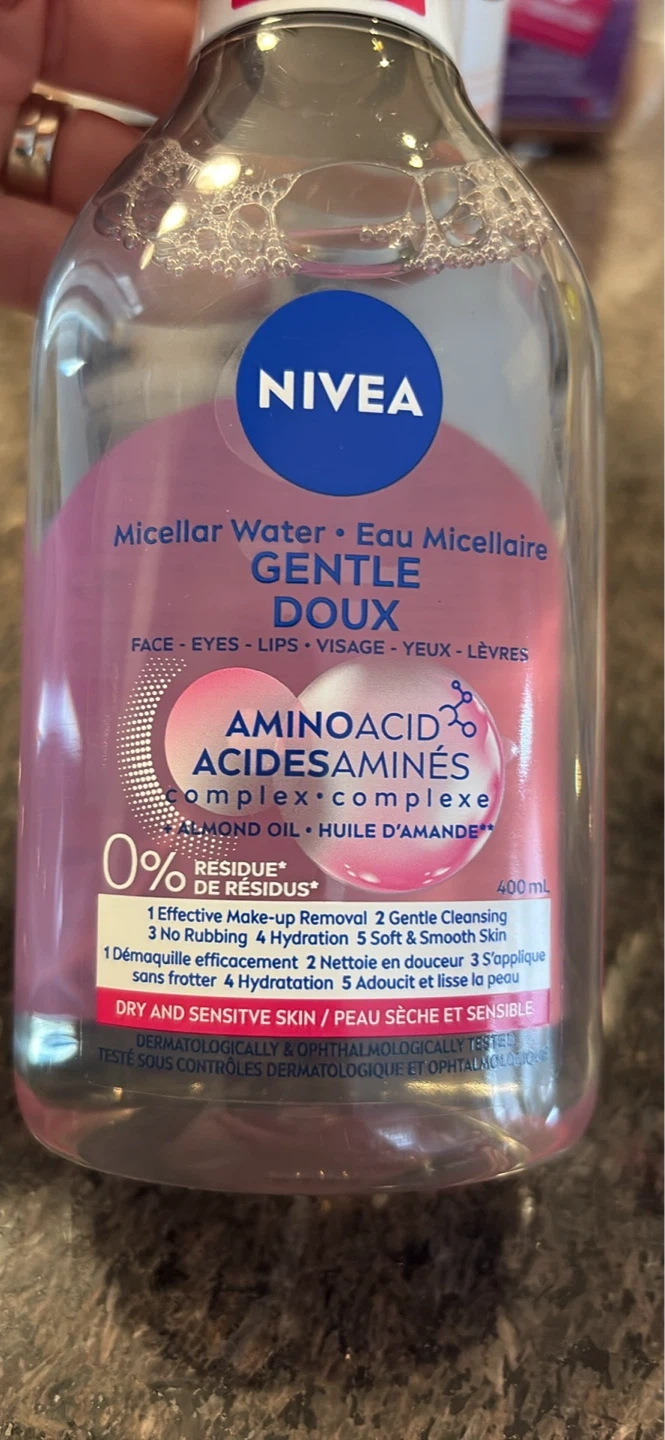 NIVEA
Micellar Water • Eau Micellaire
GENTLE
DOUX
FACE - EYES - LIPS • VISAGE - YEUX - LÈVRES
AMINOACID
ACIDESAMINÉS
complex•complexe
+ ALMOND OIL • HUILE D'AMANDE**
0% RESIDUE*
DE RÉSIDUS*
400 mL
1 Effective Make-up Removal 2 Gentle Cleansing
3 No Rubbing 4 Hydration 5 Soft & Smooth Skin
1 Démaquille efficacement 2 Nettoie en douceur 3 S'applique
sans frotter 4 Hydratation 5 Adoucit et lisse la peau
DRY AND SENSITVE SKIN / PEAU SÈCHE ET SENSIBLE
DERMATOLOGICALLY & OPHTHALMOLOGICALLY TESTED
TESTÉ SOUS CONTRÔLES DERMATOLOGIQUE ET OPHTALMOLOGIQUE